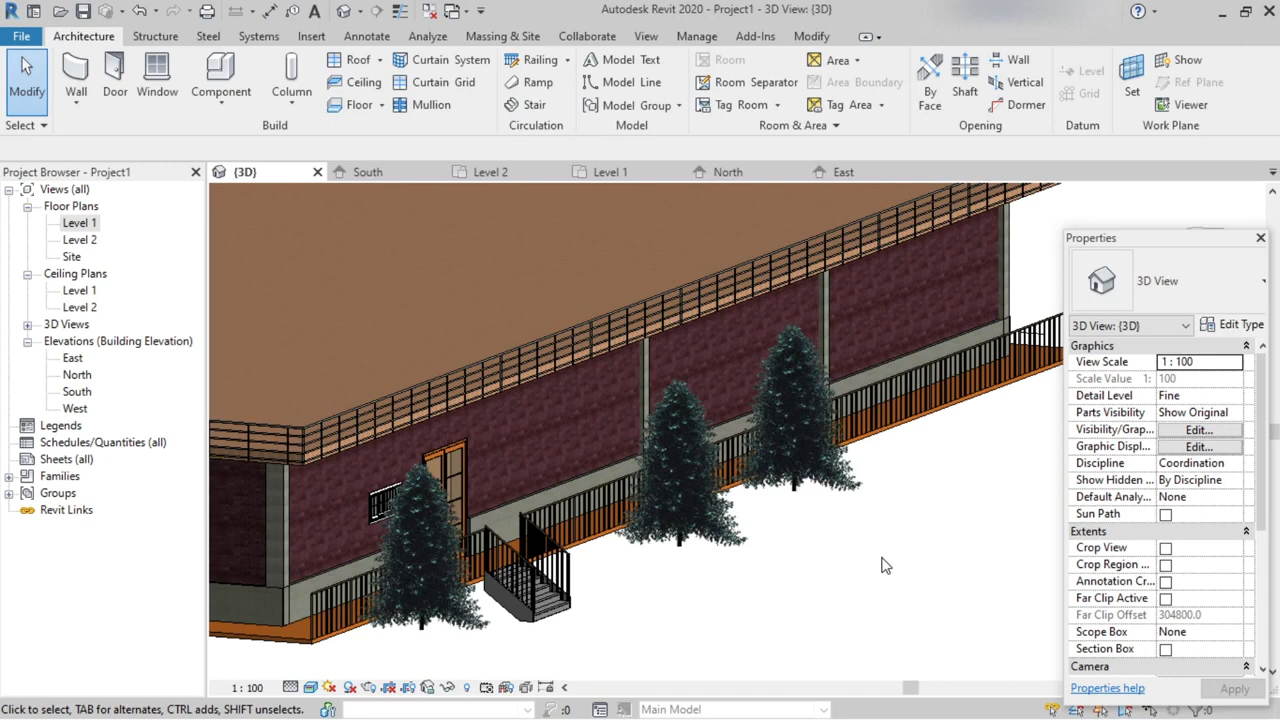 Autodesk Revit 2020 - Project1 - 3D View: {3D}
File Architecture Structure Steel Systems Insert Annotate Analyze Massing & Site Collaborate View Manage Add-Ins Modify
Modify
Select
Wall
Door
Window
Component
Column
Roof
Ceiling
Floor
Curtain System
Curtain Grid
Mullion
Build
Railing
Ramp
Stair
Circulation
Model Text
Model Line
Model Group
Model
Room
Room Separator
Tag Room
Area
Area Boundary
Tag Area
Room & Area
By
Face
Shaft
Wall
Vertical
Dormer
Opening
Level
Grid
Datum
Set
Show
Ref Plane
Viewer
Work Plane
Project Browser - Project1
{3D} South Level 2 Level 1 North East
Views (all)
Floor Plans
Level 1
Level 2
Site
Ceiling Plans
Level 1
Level 2
3D Views
Elevations (Building Elevation)
East
North
South
West
Legends
Schedules/Quantities (all)
Sheets (all)
Families
Groups
Revit Links
Properties
3D View
3D View: {3D} Edit Type
Graphics
View Scale 1 : 100
Scale Value 1: 100
Detail Level Fine
Parts Visibility Show Original
Visibility/Grap... Edit...
Graphic Displ... Edit...
Discipline Coordination
Show Hidden ... By Discipline
Default Analy... None
Sun Path
Extents
Crop View
Crop Region ...
Annotation Cr...
Far Clip Active
Far Clip Offset 304800.0
Scope Box None
Section Box
Camera
Properties help Apply
1 : 100
Click to select, TAB for alternates, CTRL adds, SHIFT unselects. :0 Main Model :0